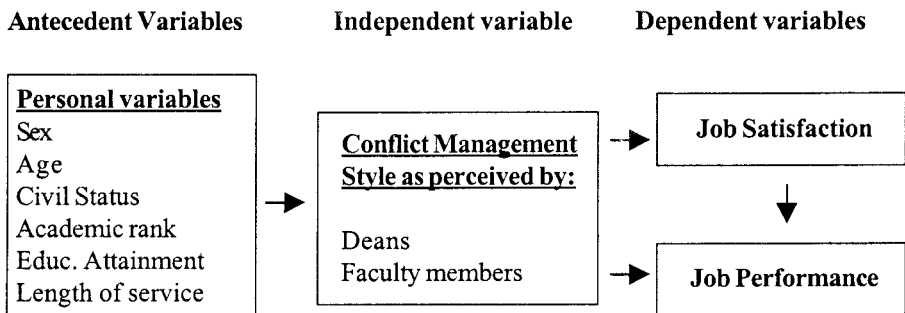 Antecedent Variables
Independent variable
Dependent variables
Personal variables
Sex
Age
Civil Status
Academic rank
Educ. Attainment
Length of service
Conflict Management
Style as perceived by:
Deans
Faculty members
Job Satisfaction
Job Performance